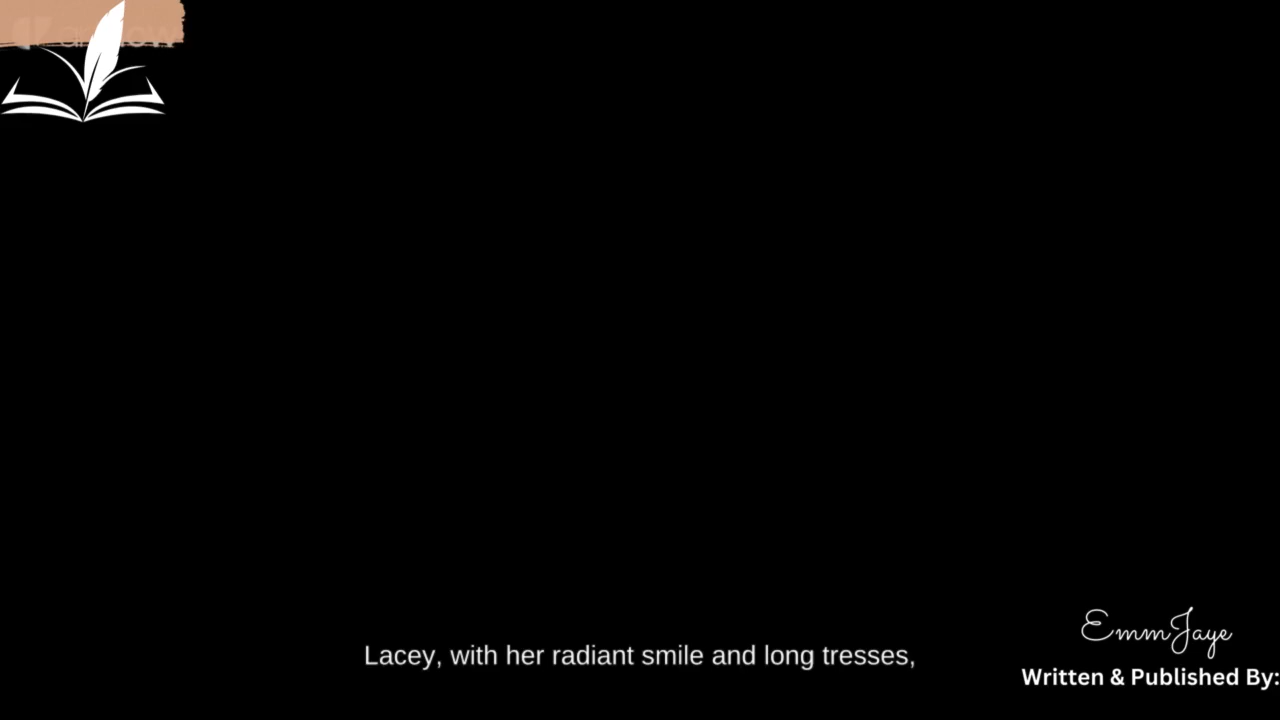 Lacey, with her radiant smile and long tresses,
EmmJaye
Written & Published By: